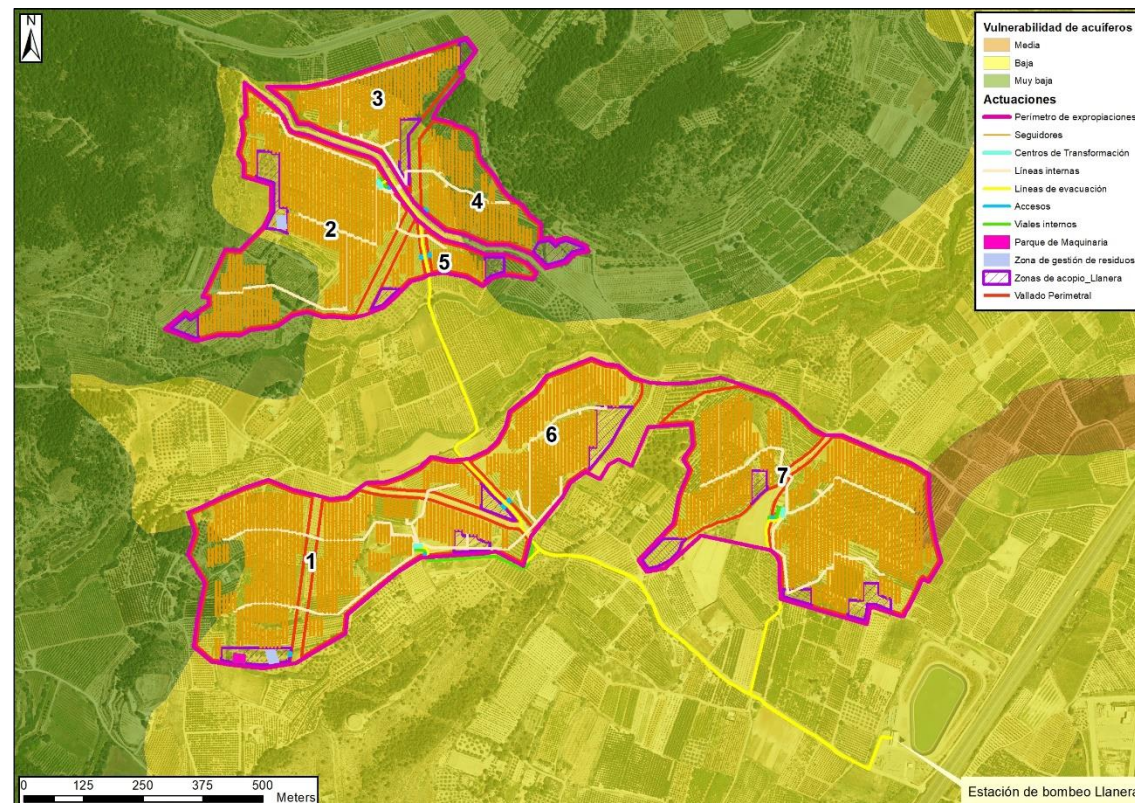 N
Vulnerabilidad de acuíferos
Media
Baja
Muy baja
Actuaciones
Perímetro de expropiaciones
Seguidores
Centros de Transformación
Líneas internas
Líneas de evacuación
Accesos
Viales internos
Parque de Maquinaria
Zona de gestión de residuos
Zonas de acopio_Llanera
Vallado Perimetral
3
4
2
5
6
7
1
0 125 250 375 500
Meters
Estación de bombeo Llanera